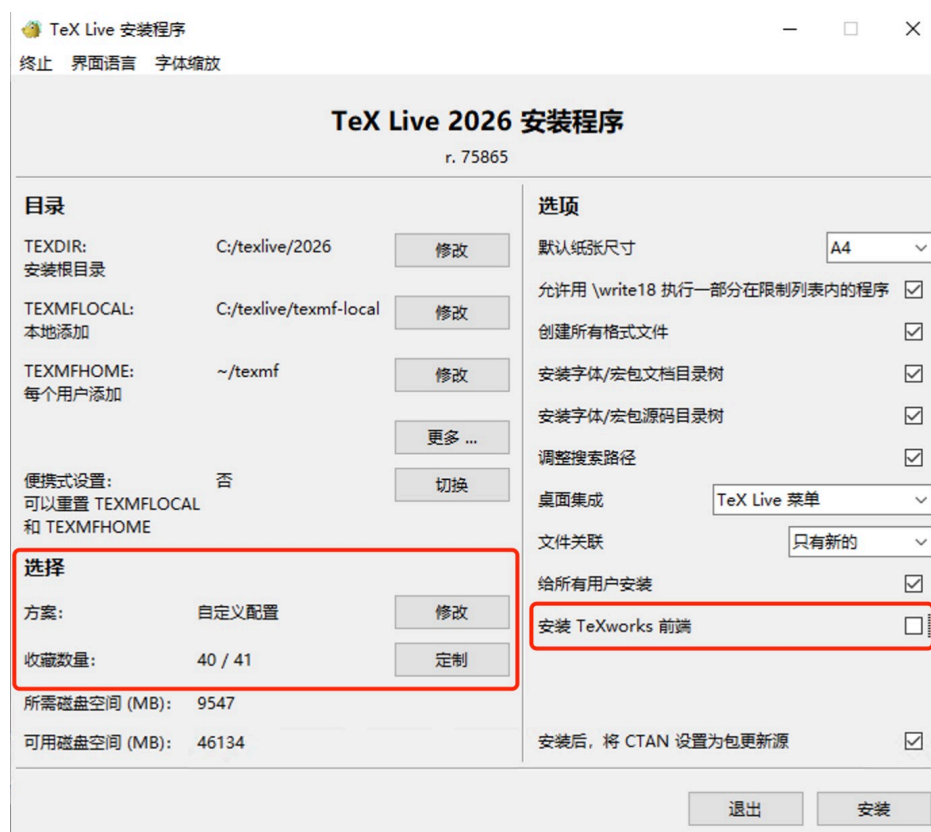 TeX Live 安装程序
终止 界面语言 字体缩放
TeX Live 2026 安装程序
r. 75865
目录
TEXDIR: C:/texlive/2026 修改
安装根目录
TEXMFLOCAL: C:/texlive/texmf-local 修改
本地添加
TEXMFHOME: ~/texmf 修改
每个用户添加
更多 ...
便携式设置: 否 切换
可以重置 TEXMFLOCAL
和 TEXMFHOME
选择
方案: 自定义配置 修改
收藏数量: 40 / 41 定制
所需磁盘空间 (MB): 9547
可用磁盘空间 (MB): 46134
选项
默认纸张尺寸 A4
允许用 \write18 执行一部分在限制列表内的程序
创建所有格式文件
安装字体/宏包文档目录树
安装字体/宏包源码目录树
调整搜索路径
桌面集成 TeX Live 菜单
文件关联 只有新的
给所有用户安装
安装 TeXworks 前端
安装后，将 CTAN 设置为包更新源
退出 安装